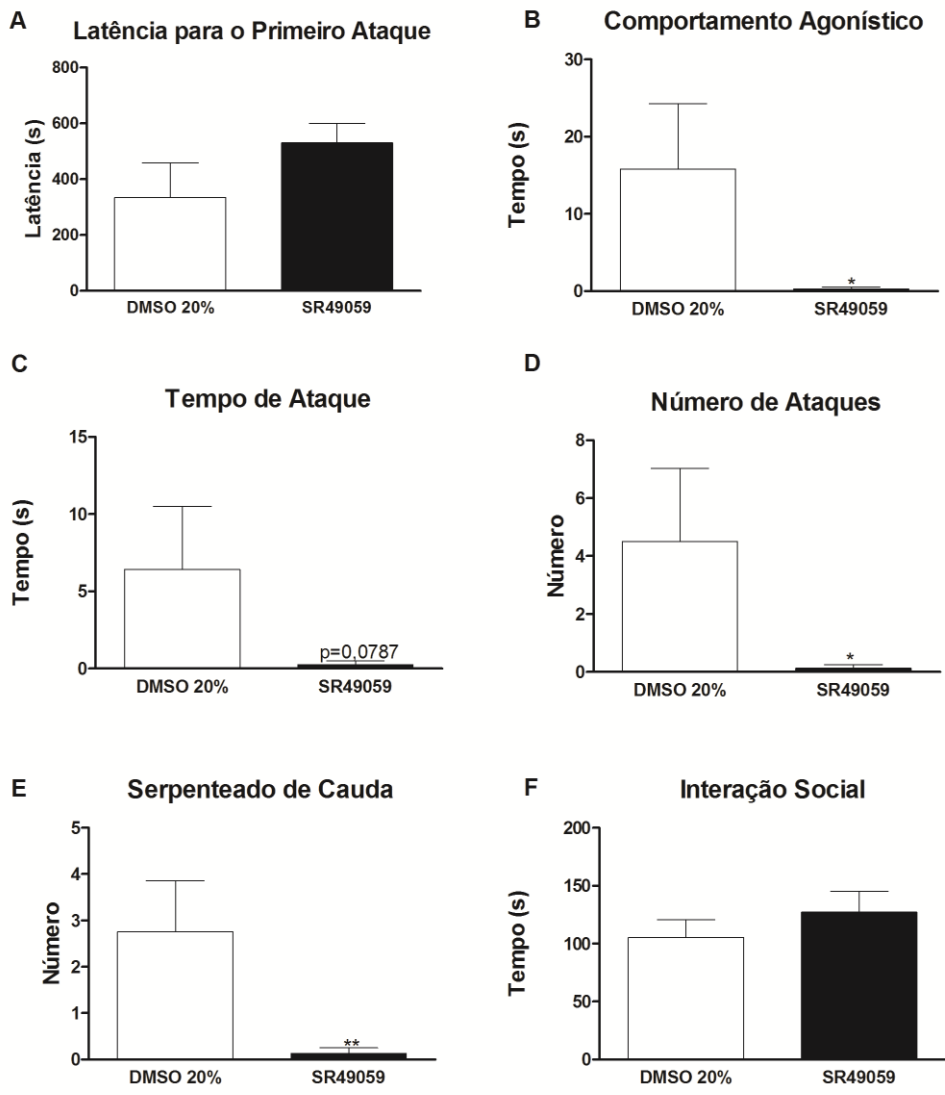 A
Latência para o Primeiro Ataque
Latência (s)
800
600
400
200
0
DMSO 20%
SR49059
B
Comportamento Agonístico
Tempo (s)
30
20
10
0
*
DMSO 20%
SR49059
C
Tempo de Ataque
Tempo (s)
15
10
5
0
p=0,0787
DMSO 20%
SR49059
D
Número de Ataques
Número
8
6
4
2
0
*
DMSO 20%
SR49059
E
Serpenteado de Cauda
Número
5
4
3
2
1
0
**
DMSO 20%
SR49059
F
Interação Social
Tempo (s)
200
150
100
50
0
DMSO 20%
SR49059